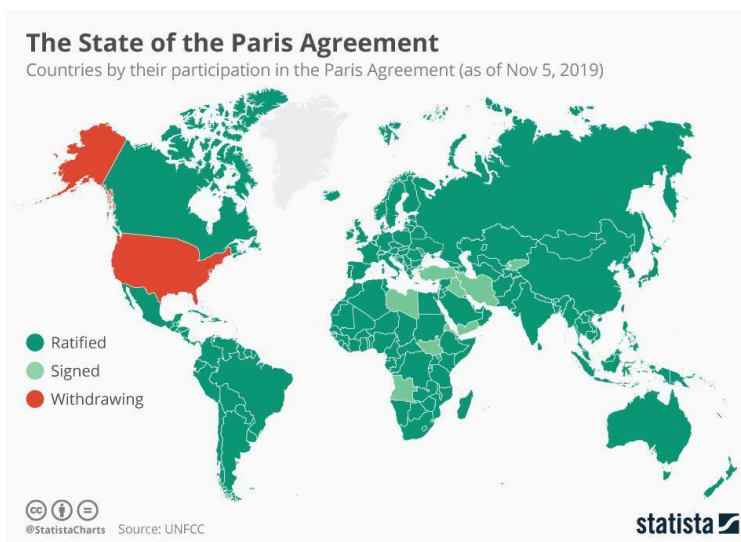 The State of the Paris Agreement
Countries by their participation in the Paris Agreement (as of Nov 5, 2019)
Ratified
Signed
Withdrawing
cc
@StatistaCharts Source: UNFCC
statista